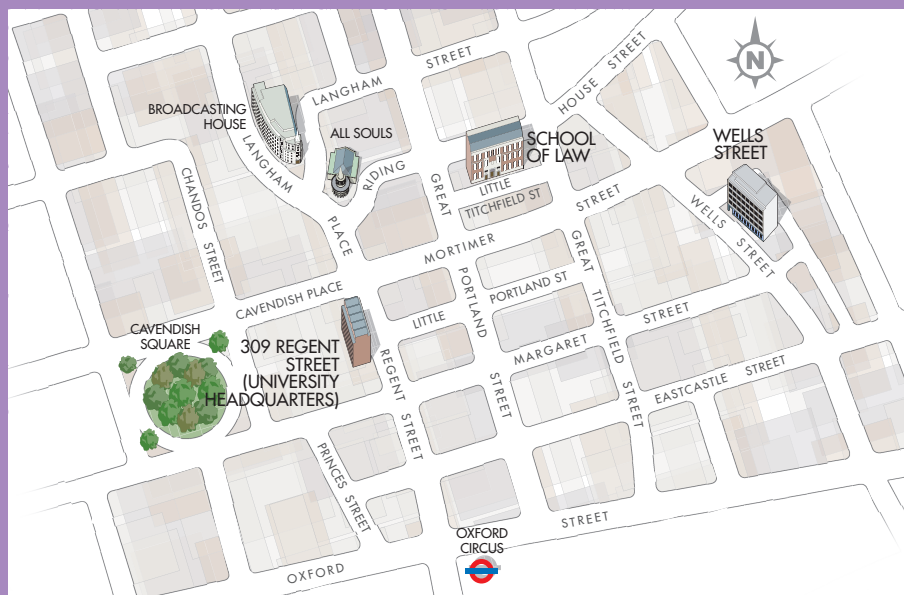 N
LANGHAM
STREET
HOUSE STREET
BROADCASTING
HOUSE
ALL SOULS
LANGHAM
PLACE
RIDING
SCHOOL
OF LAW
WELLS
STREET
CHANDOS STREET
GREAT
PORTLAND
STREET
LITTLE
TITCHFIELD ST
WELLS STREET
MORTIMER
STREET
CAVENDISH PLACE
GREAT TITCHFIELD STREET
LITTLE
PORTLAND ST
MARGARET
STREET
CAVENDISH
SQUARE
309 REGENT
STREET
(UNIVERSITY
HEADQUARTERS)
REGENT STREET
EASTCASTLE STREET
PRINCES STREET
OXFORD
STREET
OXFORD
CIRCUS